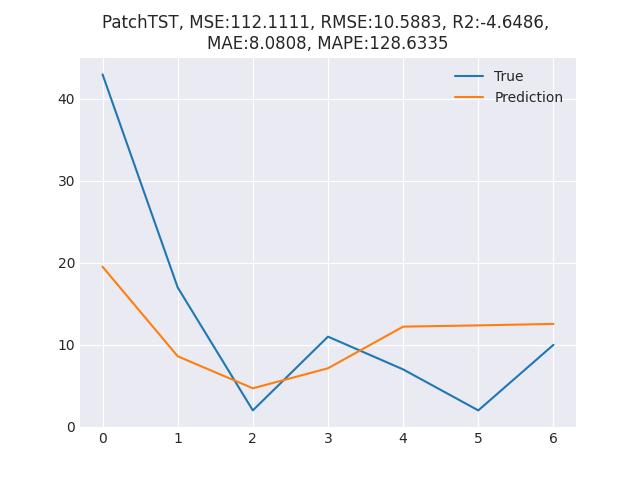 PatchTST, MSE:112.1111, RMSE:10.5883, R2:-4.6486,
MAE:8.0808, MAPE:128.6335
True
Prediction
40
30
20
10
0
0 1 2 3 4 5 6